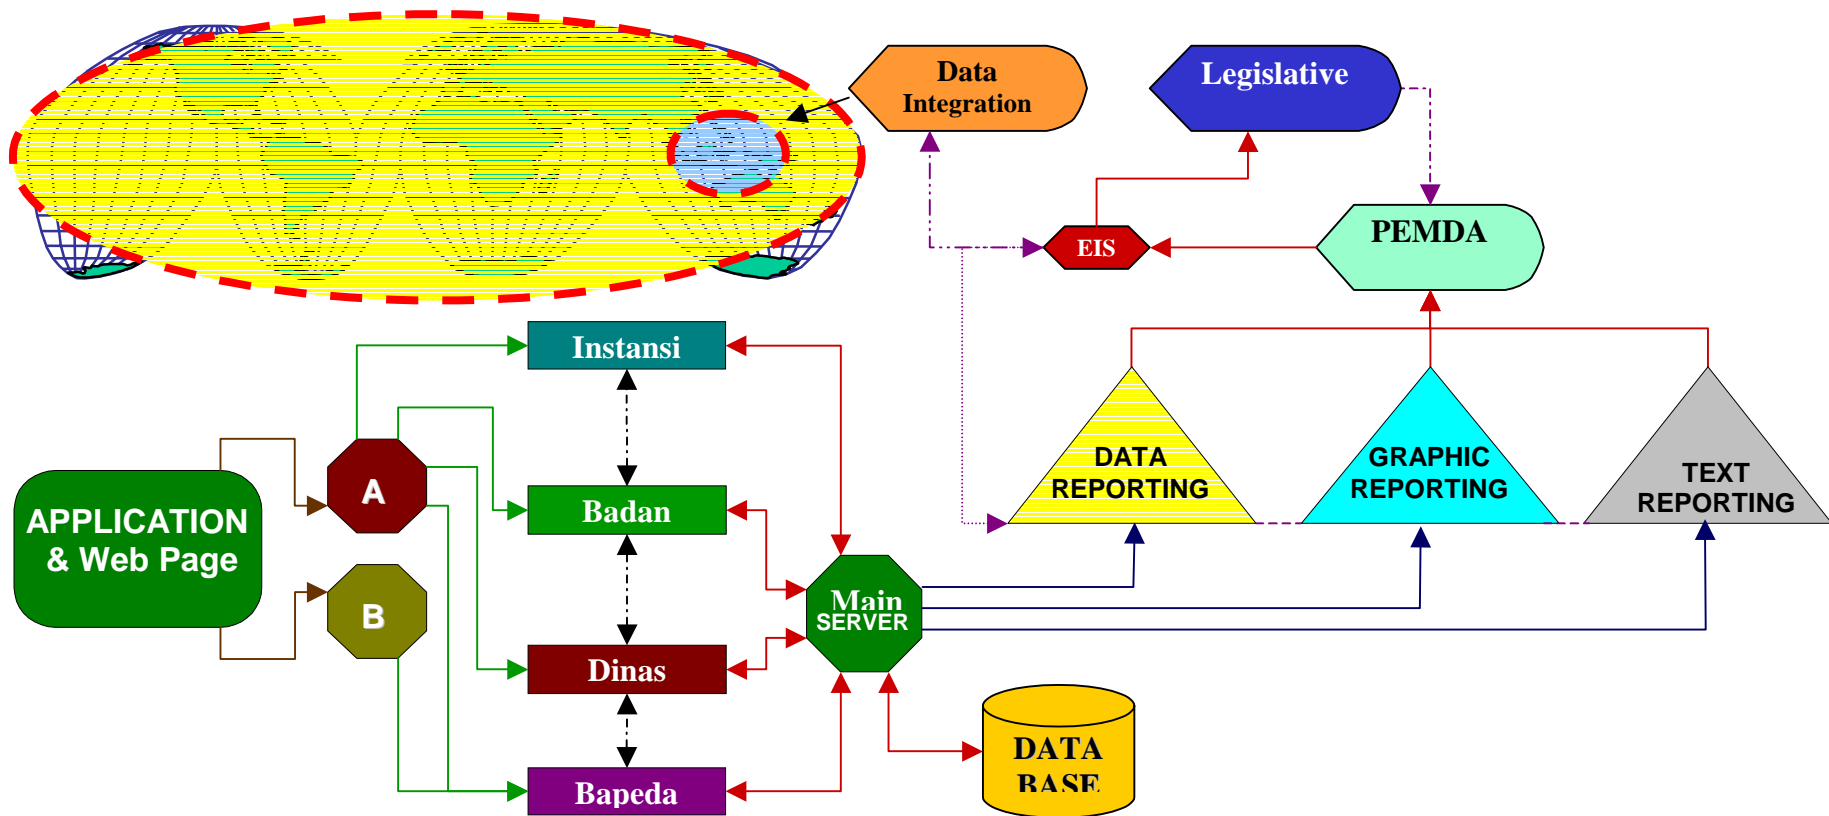 Data
Integration
Legislative
EIS
PEMDA
Instansi
A
DATA
REPORTING
GRAPHIC
REPORTING
TEXT
REPORTING
APPLICATION
& Web Page
Badan
B
Main
SERVER
Dinas
DATA
BASE
Bapeda